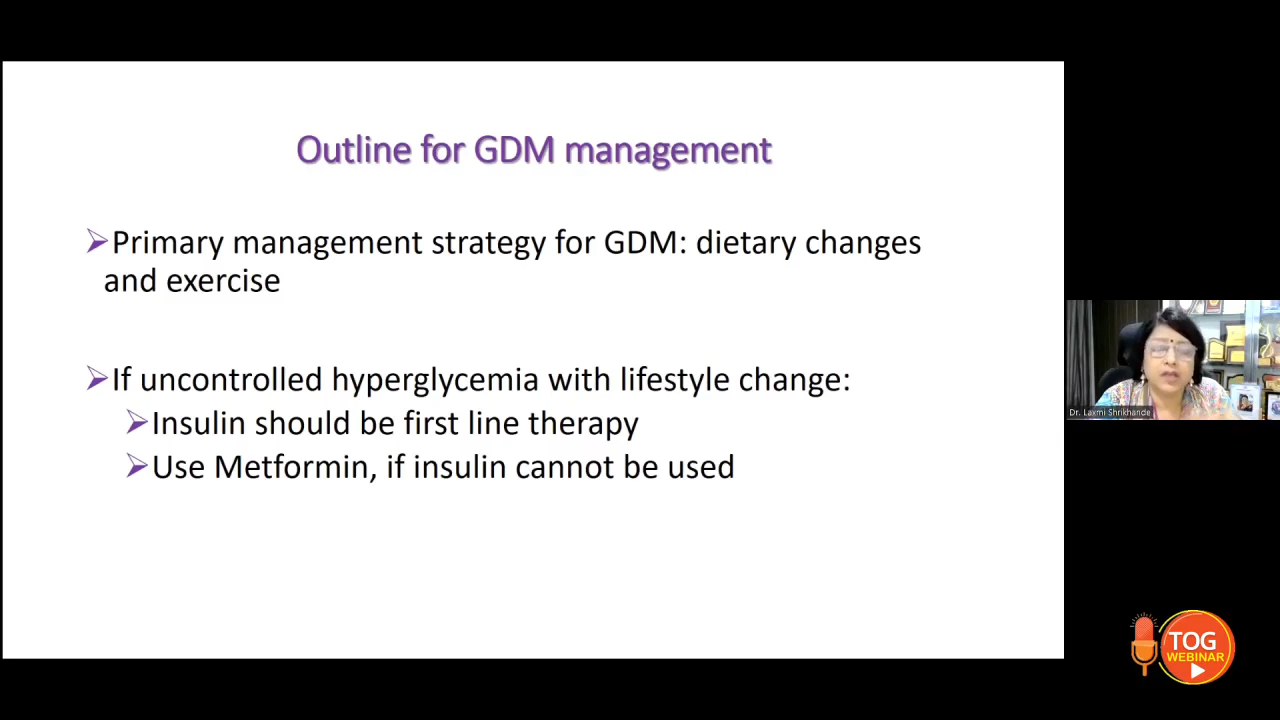 Outline for GDM management
Primary management strategy for GDM: dietary changes
and exercise
If uncontrolled hyperglycemia with lifestyle change:
Insulin should be first line therapy
Use Metformin, if insulin cannot be used
Dr. Laxmi Shrikhande
TOG
WEBINAR